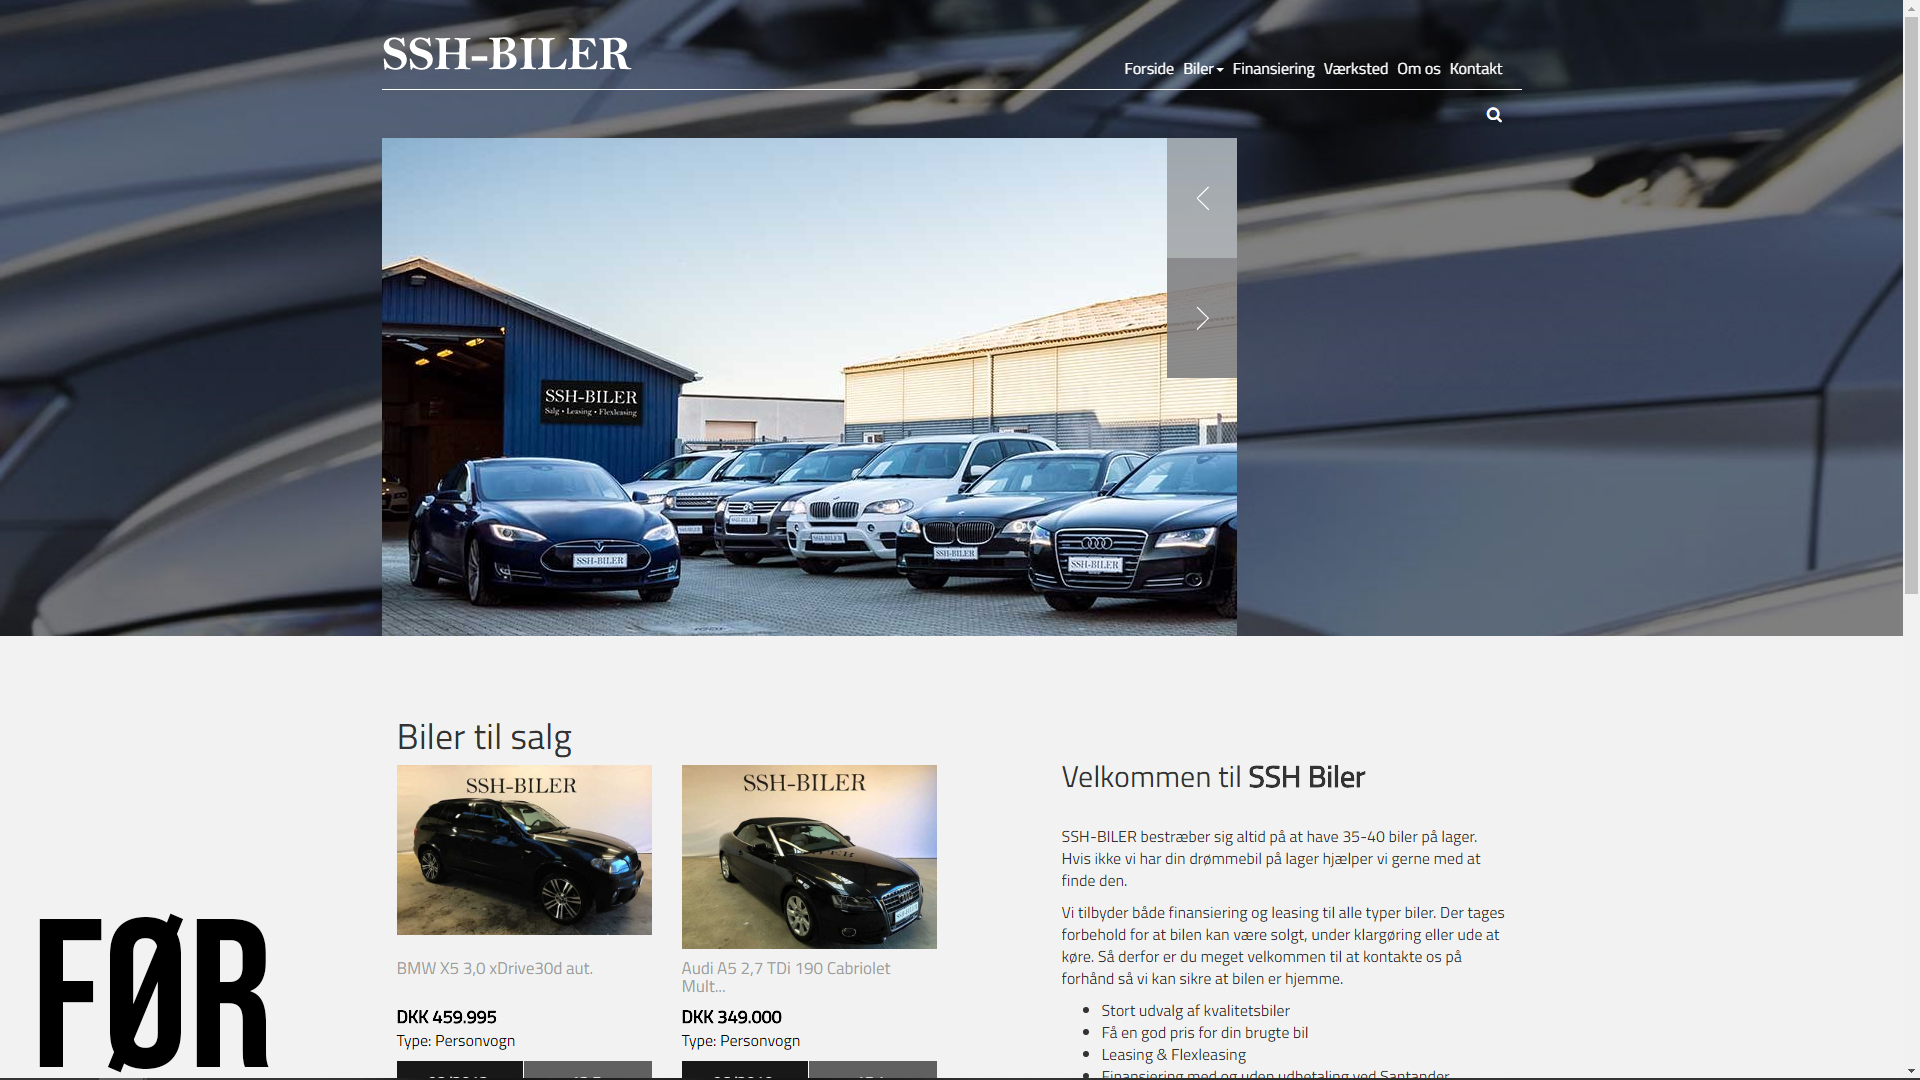 SSH-BILER
Forside Biler Finansiering Værksted Om os Kontakt
SSH-BILER
Salg • Leasing • Flexleasing
SSH-BILER
SSH-BILER
SSH-BILER
SSH-BILER
Biler til salg
SSH-BILER
BMW X5 3,0 xDrive30d aut.
DKK 459.995
Type: Personvogn
SSH-BILER
Audi A5 2,7 TDi 190 Cabriolet
Mult...
DKK 349.000
Type: Personvogn
Velkommen til SSH Biler
SSH-BILER bestræber sig altid på at have 35-40 biler på lager.
Hvis ikke vi har din drømmebil på lager hjælper vi gerne med at
finde den.
Vi tilbyder både finansiering og leasing til alle typer biler. Der tages
forbehold for at bilen kan være solgt, under klargøring eller ude at
køre. Så derfor er du meget velkommen til at kontakte os på
forhånd så vi kan sikre at bilen er hjemme.
Stort udvalg af kvalitetsbiler
Få en god pris for din brugte bil
Leasing & Flexleasing
Finansiering med og uden udbetaling ved Santander
FØR